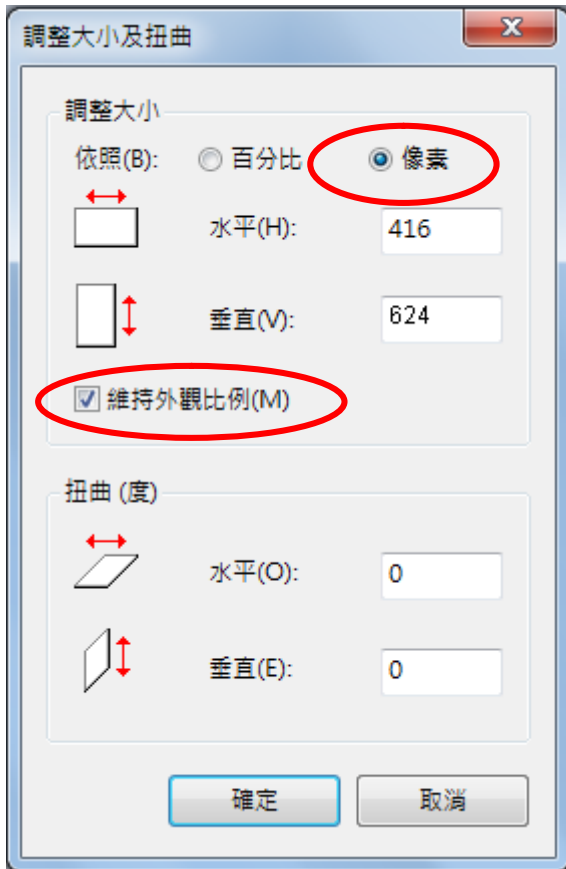 調整大小及扭曲
調整大小
依照(B): 百分比 像素
水平(H): 416
垂直(V): 624
維持外觀比例(M)
扭曲 (度)
水平(O): 0
垂直(E): 0
確定 取消